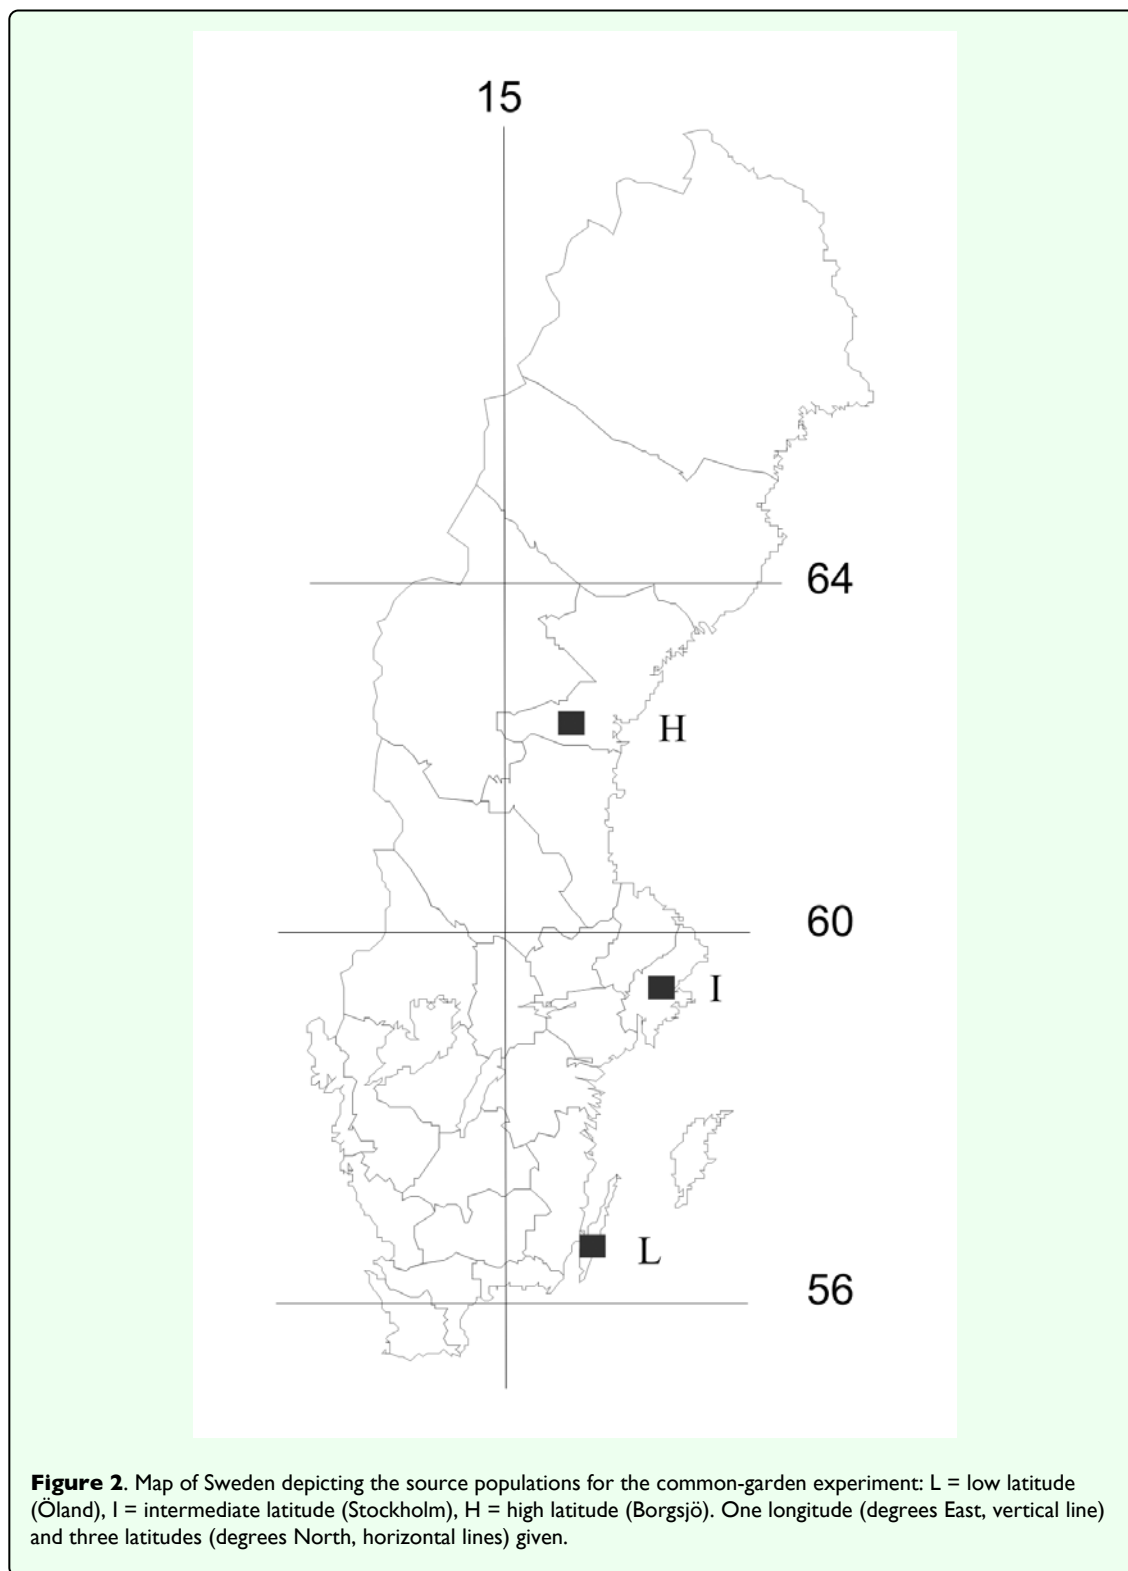 15
64
H
60
I
L
56
Figure 2. Map of Sweden depicting the source populations for the common-garden experiment: L = low latitude
(Öland), I = intermediate latitude (Stockholm), H = high latitude (Borgsjö). One longitude (degrees East, vertical line)
and three latitudes (degrees North, horizontal lines) given.